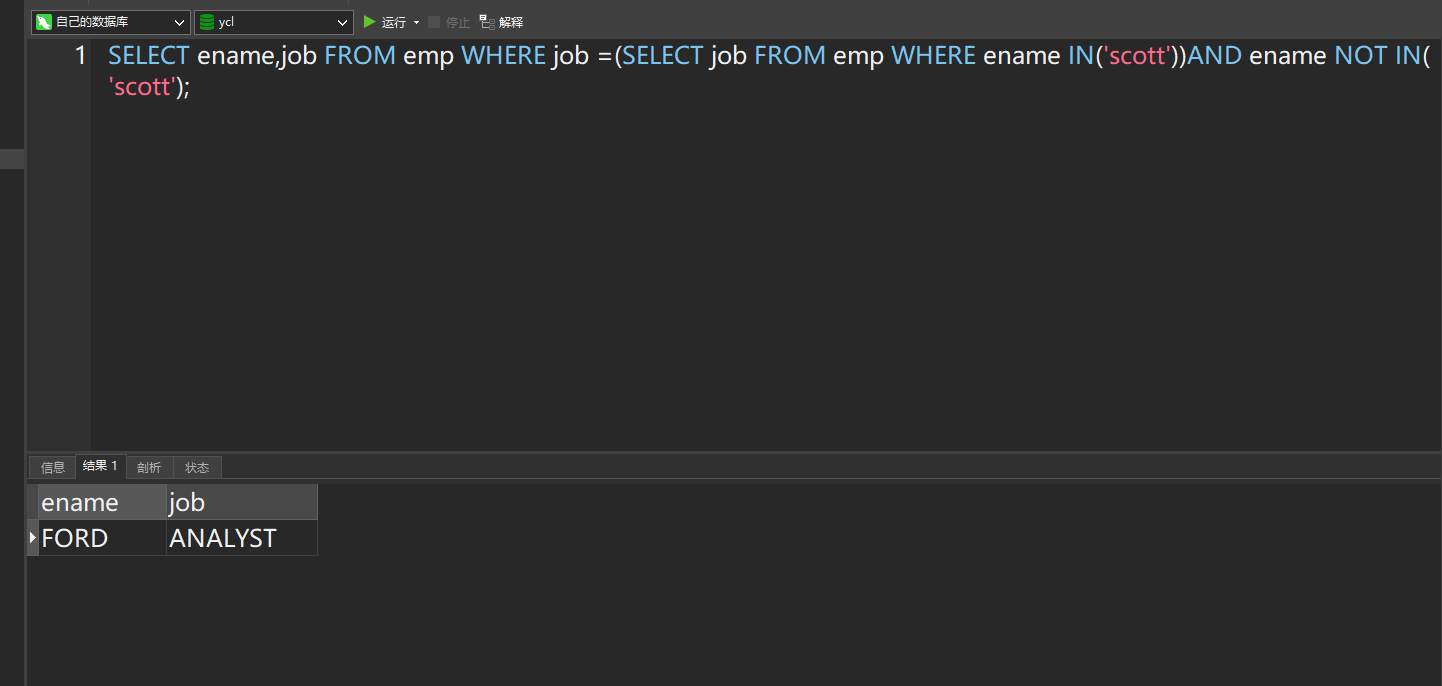 自己的数据库 ycl 运行 停止 解释
1 SELECT ename,job FROM emp WHERE job =(SELECT job FROM emp WHERE ename IN('scott'))AND ename NOT IN(
'scott');
信息 结果 1 剖析 状态
ename job
FORD ANALYST